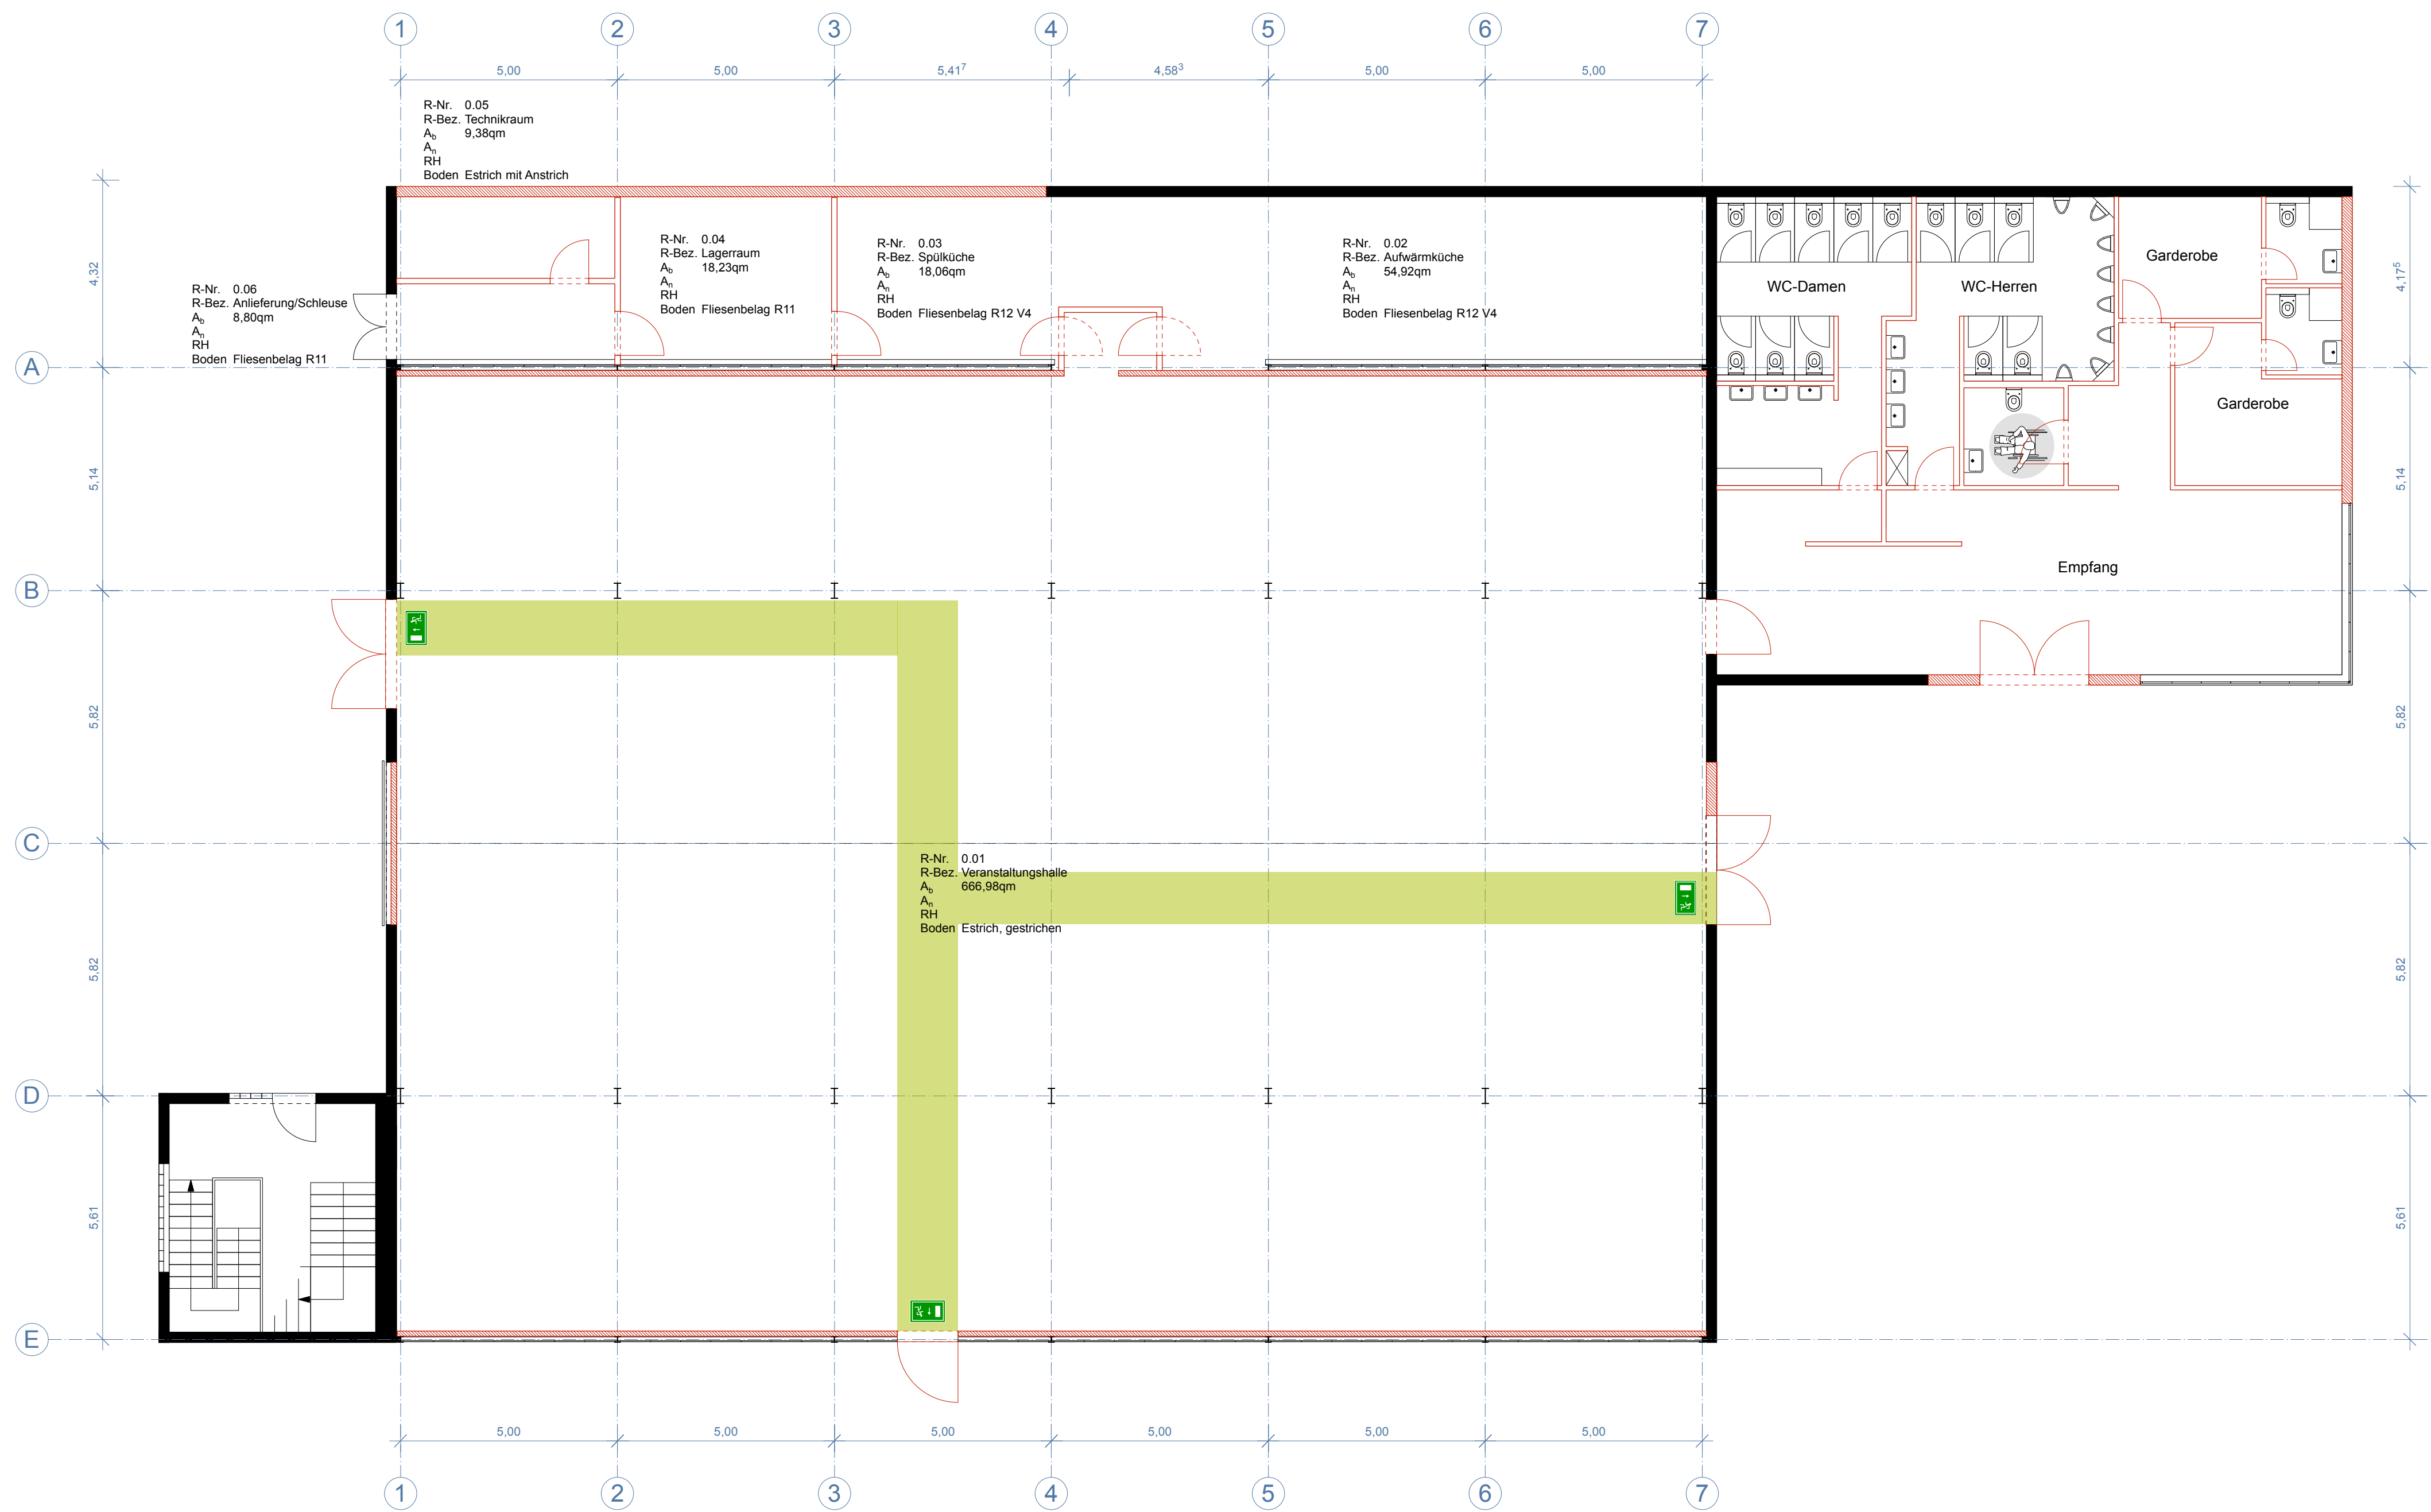 1 2 3 4 5 6 7
5,00 5,00 5,41⁷ 4,58³ 5,00 5,00
R-Nr. 0.05
R-Bez. Technikraum
Ab 9,38qm
An
RH
Boden Estrich mit Anstrich
R-Nr. 0.06
R-Bez. Anlieferung/Schleuse
Ab 8,80qm
An
RH
Boden Fliesenbelag R11
R-Nr. 0.04
R-Bez. Lagerraum
Ab 18,23qm
An
RH
Boden Fliesenbelag R11
R-Nr. 0.03
R-Bez. Spülküche
Ab 18,06qm
An
RH
Boden Fliesenbelag R12 V4
R-Nr. 0.02
R-Bez. Aufwärmküche
Ab 54,92qm
An
RH
Boden Fliesenbelag R12 V4
WC-Damen
WC-Herren
Garderobe
Garderobe
Empfang
4,32
4,17⁵
A
5,14
5,14
B
5,82
5,82
C
R-Nr. 0.01
R-Bez. Veranstaltungshalle
Ab 666,98qm
An
RH
Boden Estrich, gestrichen
5,82
5,82
D
5,61
5,61
E
5,00 5,00 5,00 5,00 5,00 5,00
1 2 3 4 5 6 7